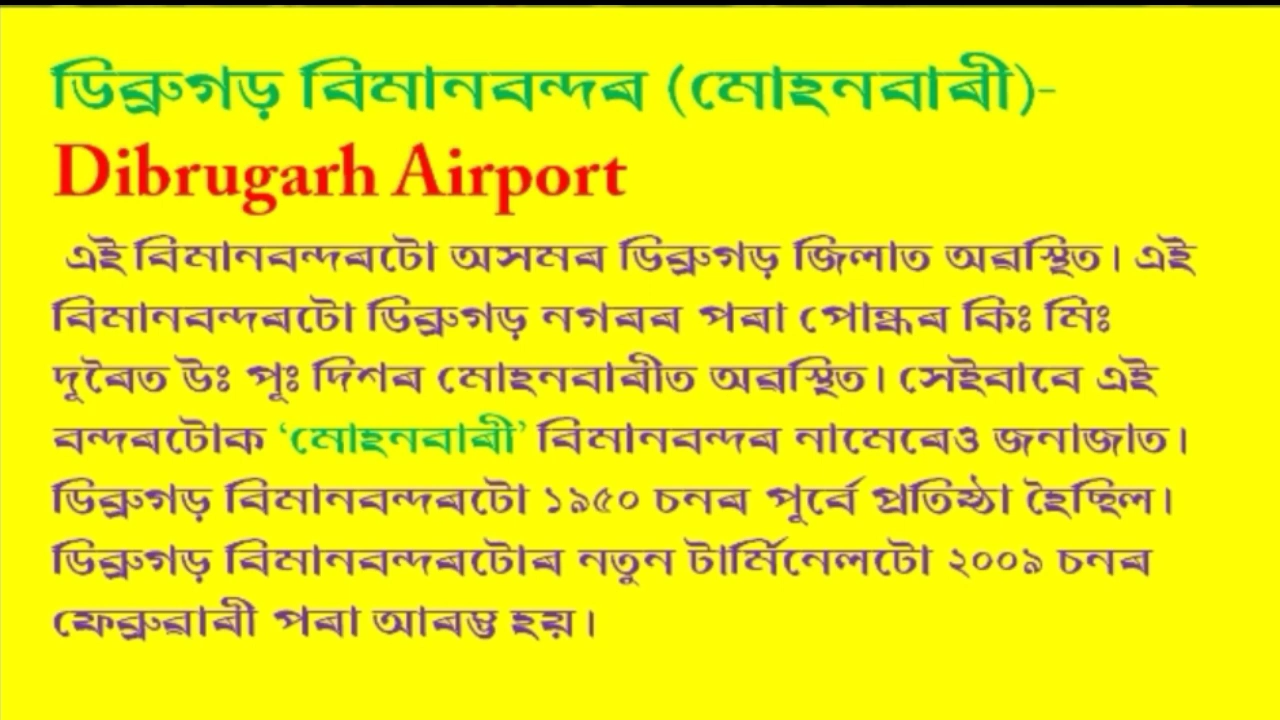 ডিব্ৰুগড় বিমানবন্দৰ (মোহনবাৰী)-
Dibrugarh Airport
এই বিমানবন্দৰটো অসমৰ ডিব্ৰুগড় জিলাত অৱস্থিত। এই
বিমানবন্দৰটো ডিব্ৰুগড় নগৰৰ পৰা পোন্ধৰ কিঃ মিঃ
দূৰৈত উঃ পূঃ দিশৰ মোহনবাৰীত অৱস্থিত। সেইবাবে এই
বন্দৰটোক ‘মোহনবাৰী’ বিমানবন্দৰ নামেৰেও জনাজাত।
ডিব্ৰুগড় বিমানবন্দৰটো ১৯৫০ চনৰ পূৰ্বে প্ৰতিষ্ঠা হৈছিল।
ডিব্ৰুগড় বিমানবন্দৰটোৰ নতুন টাৰ্মিনেলটো ২০০৯ চনৰ
ফেব্ৰুৱাৰী পৰা আৰম্ভ হয়।